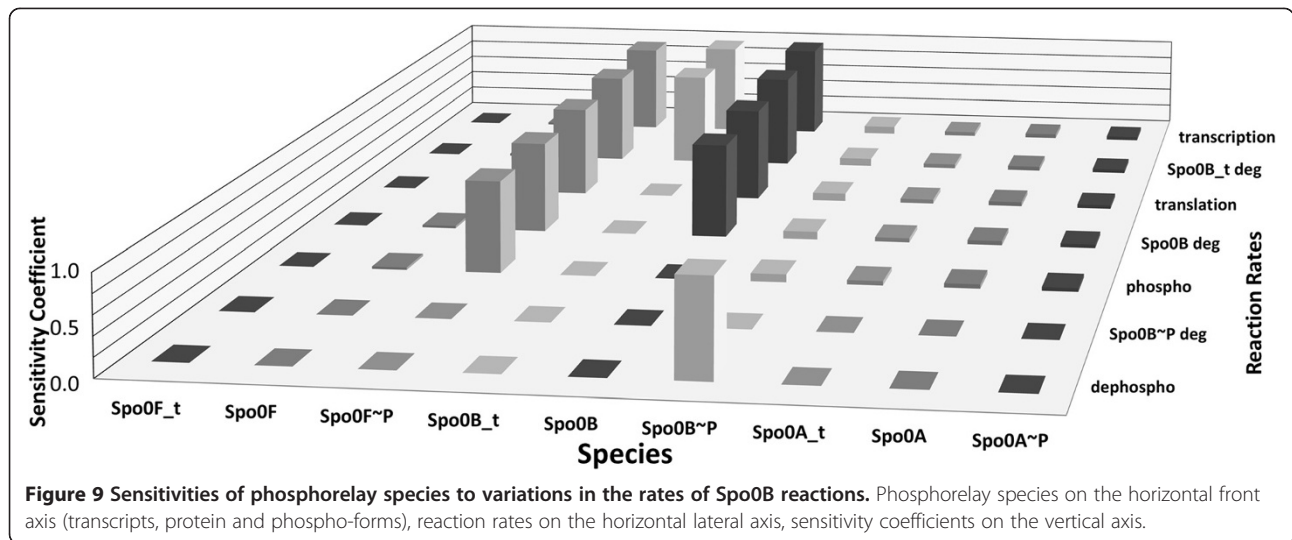 transcription
Spo0B_t deg
translation
Spo0B deg
phospho
Spo0B~P deg
dephospho
Reaction Rates
Sensitivity Coefficient
1.0
0.5
0.0
Spo0F_t
Spo0F
Spo0F~P
Spo0B_t
Spo0B
Spo0B~P
Spo0A_t
Spo0A
Spo0A~P
Species
Figure 9 Sensitivities of phosphorelay species to variations in the rates of Spo0B reactions. Phosphorelay species on the horizontal front
axis (transcripts, protein and phospho-forms), reaction rates on the horizontal lateral axis, sensitivity coefficients on the vertical axis.